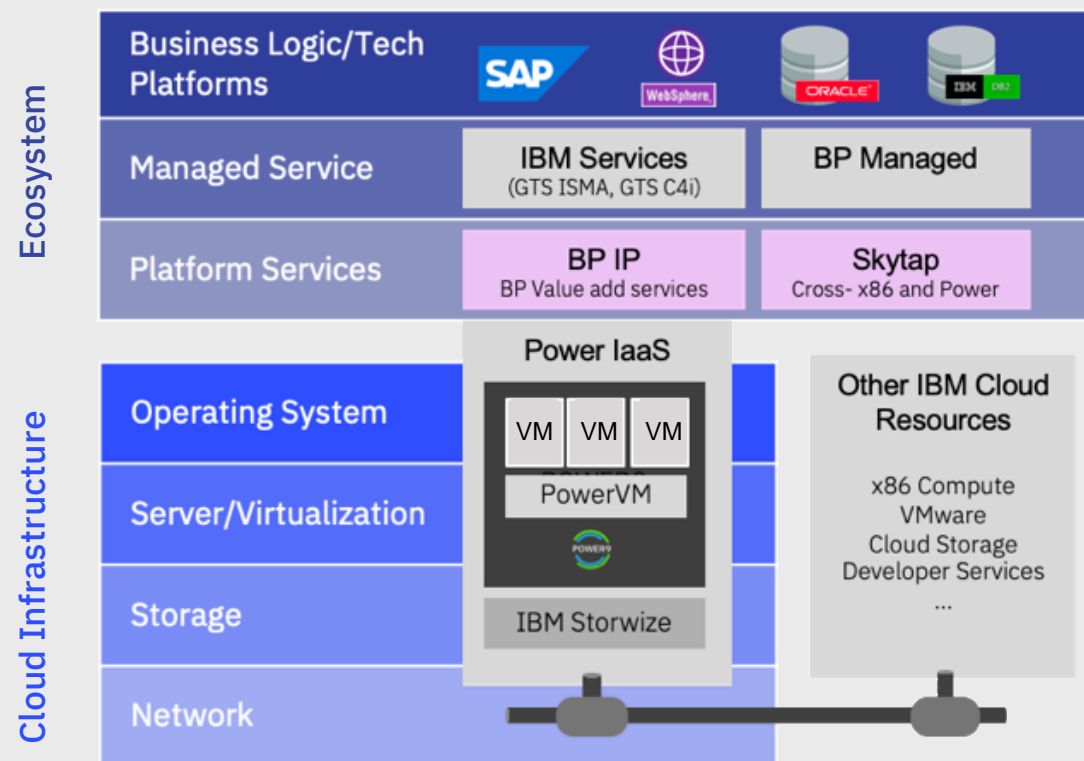 Ecosystem
Business Logic/Tech
Platforms
SAP
WebSphere
ORACLE
IBM DB2
Managed Service
IBM Services
(GTS ISMA, GTS C4i)
BP Managed
Platform Services
BP IP
BP Value add services
Skytap
Cross- x86 and Power
Cloud Infrastructure
Power IaaS
Operating System
VM VM VM
Server/Virtualization
PowerVM
POWER9
Storage
IBM Storwize
Network
Other IBM Cloud
Resources
x86 Compute
VMware
Cloud Storage
Developer Services
...